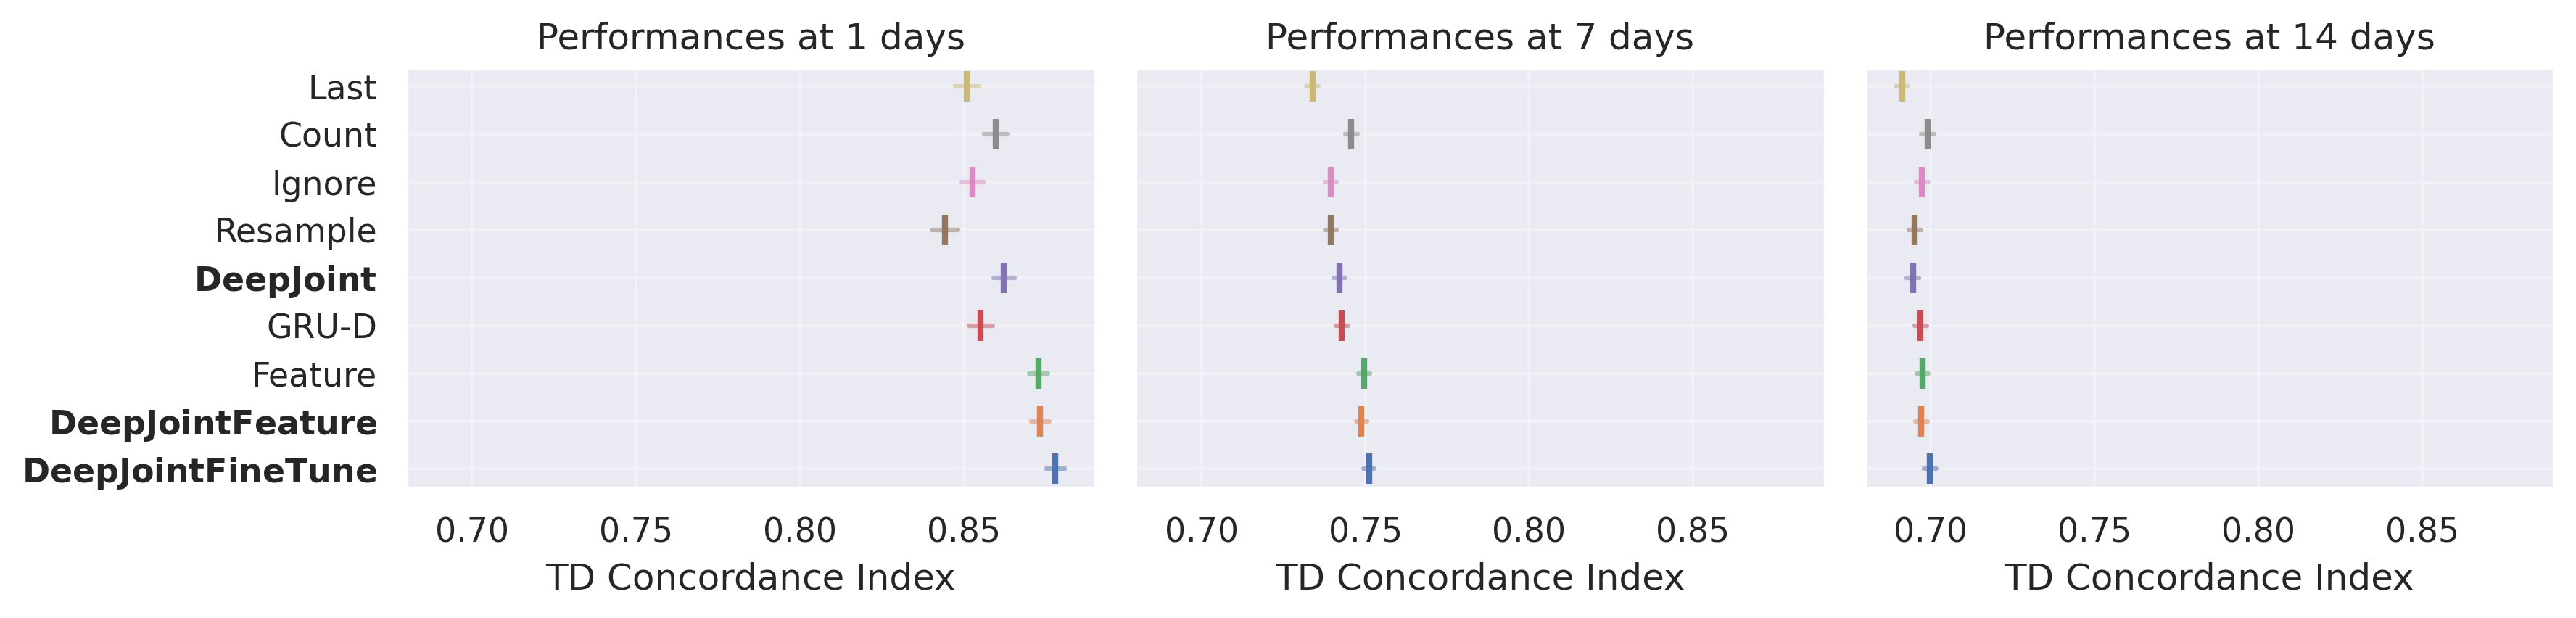 Performances at 1 days
Performances at 7 days
Performances at 14 days
Last
Count
Ignore
Resample
DeepJoint
GRU-D
Feature
DeepJointFeature
DeepJointFineTune
0.70 0.75 0.80 0.85
0.70 0.75 0.80 0.85
0.70 0.75 0.80 0.85
TD Concordance Index
TD Concordance Index
TD Concordance Index